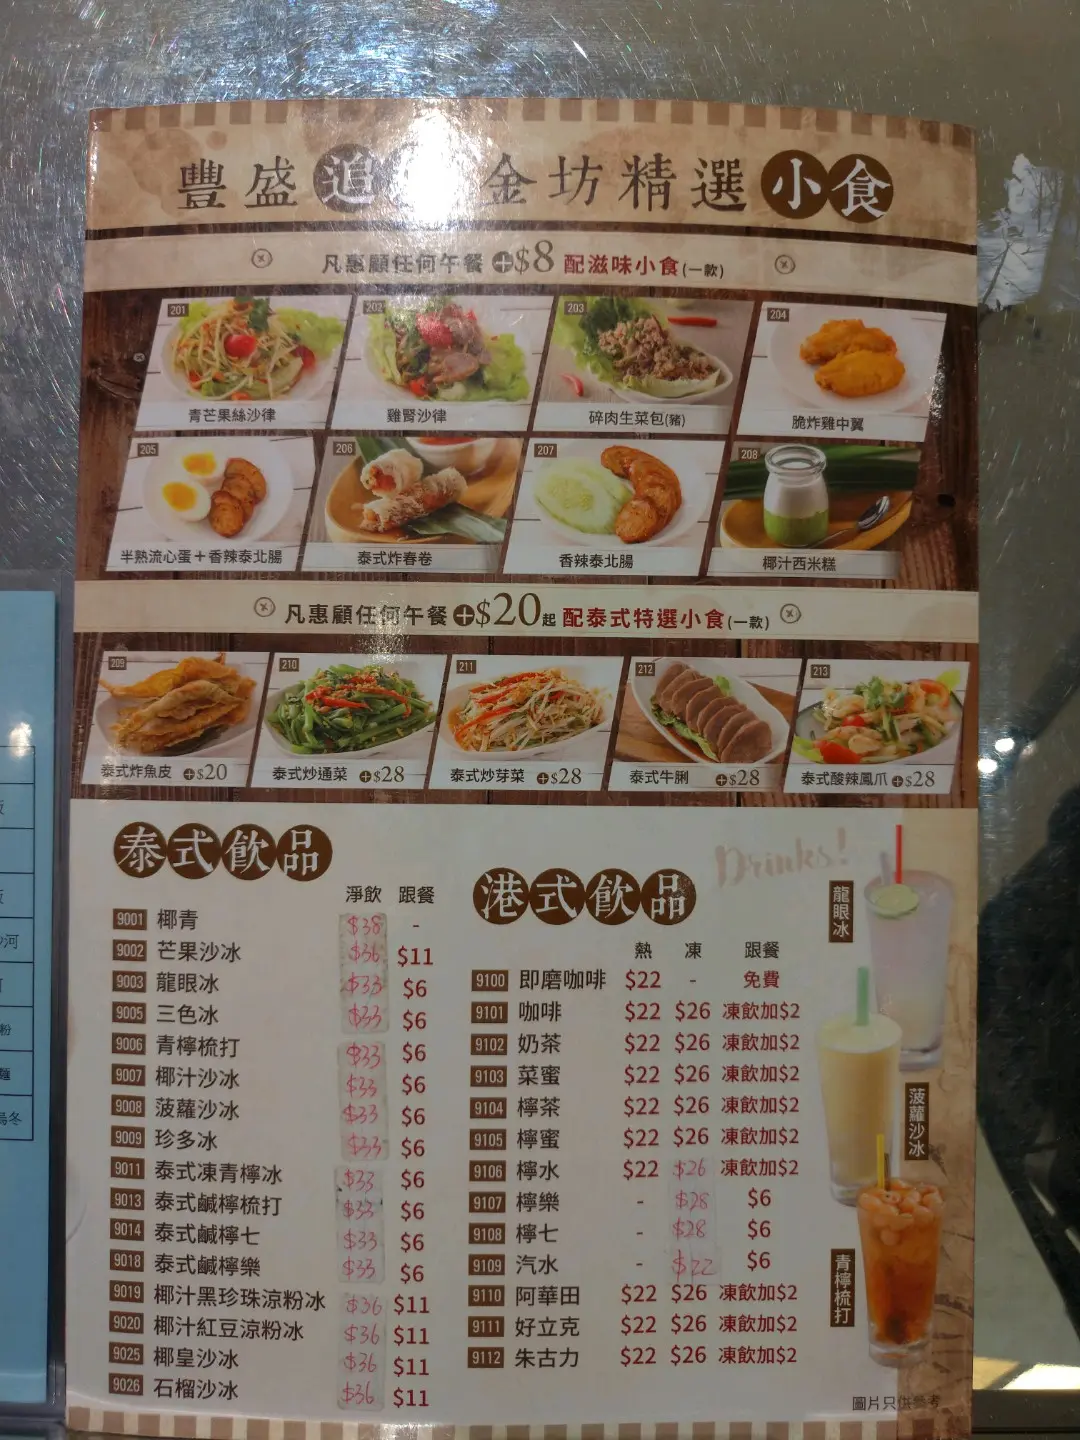 豐盛追 金坊精選小食
凡惠顧任何午餐+$8配滋味小食(一款)
201 202 203 204
青芒果絲沙律 雞腎沙律 碎肉生菜包(豬) 脆炸雞中翼
205 206 207 208
半熟流心蛋+香辣泰北腸 泰式炸春卷 香辣泰北腸 椰汁西米糕
凡惠顧任何午餐+$20起配泰式特選小食(一款)
209 210 211 212 213
泰式炸魚皮 +$20 泰式炒通菜 +$28 泰式炒芽菜 +$28 泰式牛脷 +$28 泰式酸辣鳳爪 +$28
泰式飲品
淨飲 跟餐
9001 椰青 $38 -
9002 芒果沙冰 $36 $11
9003 龍眼冰 $33 $6
9005 三色冰 $33 $6
9006 青檸梳打 $33 $6
9007 椰汁沙冰 $33 $6
9008 菠蘿沙冰 $33 $6
9009 珍多冰 $33 $6
9011 泰式凍青檸冰 $33 $6
9013 泰式鹹檸梳打 $33 $6
9014 泰式鹹檸七 $33 $6
9018 泰式鹹檸樂 $33 $6
9019 椰汁黑珍珠涼粉冰 $36 $11
9020 椰汁紅豆涼粉冰 $36 $11
9025 椰皇沙冰 $36 $11
9026 石榴沙冰 $36 $11
Drinks!
港式飲品
熱 凍 跟餐
9100 即磨咖啡 $22 - 免費
9101 咖啡 $22 $26 凍飲加$2
9102 奶茶 $22 $26 凍飲加$2
9103 菜蜜 $22 $26 凍飲加$2
9104 檸茶 $22 $26 凍飲加$2
9105 檸蜜 $22 $26 凍飲加$2
9106 檸水 $22 $26 凍飲加$2
9107 檸樂 - $28 $6
9108 檸七 - $28 $6
9109 汽水 - $22 $6
9110 阿華田 $22 $26 凍飲加$2
9111 好立克 $22 $26 凍飲加$2
9112 朱古力 $22 $26 凍飲加$2
龍眼冰
菠蘿沙冰
青檸梳打
圖片只供參考